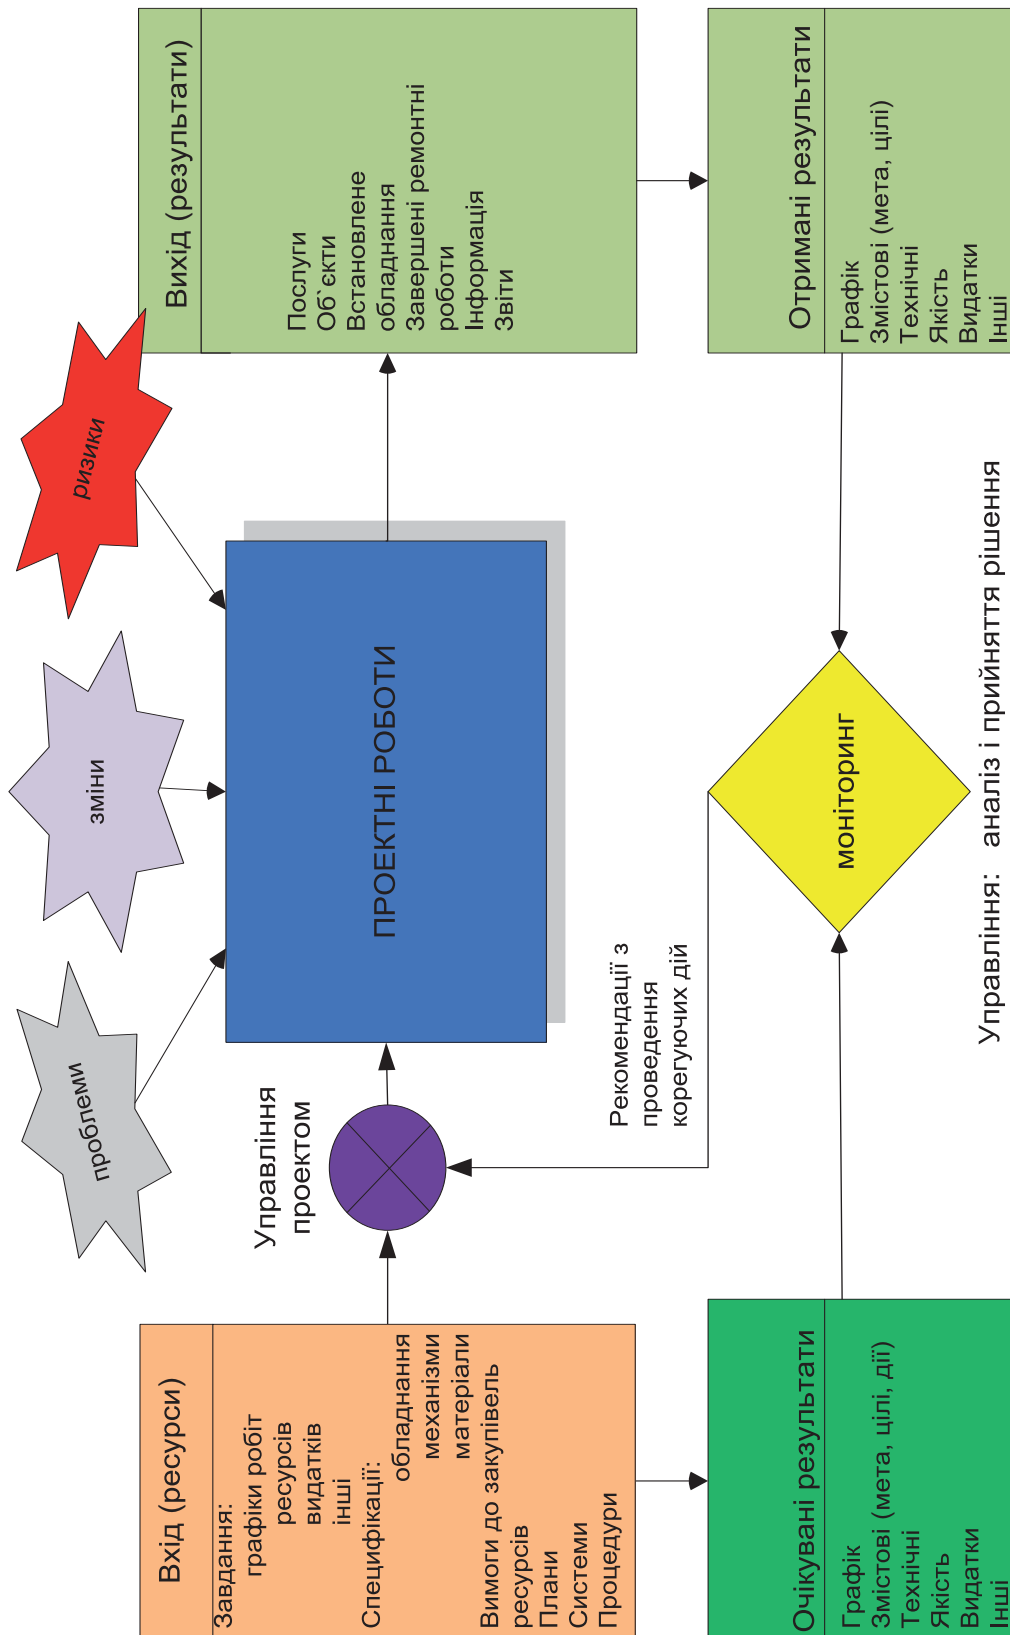 проблеми
зміни
ризики
Вхід (ресурси)
Завдання:
графіки робіт
ресурсів
видатків
інші
Специфікації:
обладнання
механізми
матеріали
Вимоги до закупівель
ресурсів
Плани
Системи
Процедури
Управління
проектом
ПРОЕКТНІ РОБОТИ
Вихід (результати)
Послуги
Об`єкти
Встановлене
обладнання
Завершені ремонтні
роботи
Інформація
Звіти
Рекомендації з
проведення
корегуючих дій
Очікувані результати
Графік
Змістові (мета, цілі, дії)
Технічні
Якість
Видатки
Інші
моніторинг
Отримані результати
Графік
Змістові (мета, цілі)
Технічні
Якість
Видатки
Інші
Управління: аналіз і прийняття рішення